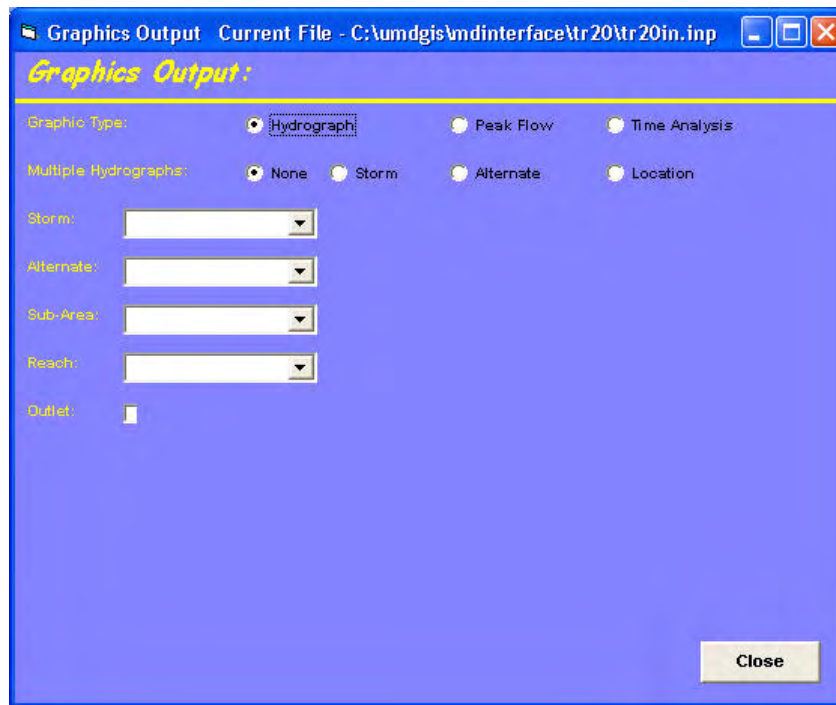 Graphics Output Current File - C:\umdgis\mdinterface\tr20\tr20in.inp
Graphics Output:
Graphic Type: Hydrograph Peak Flow Time Analysis
Multiple Hydrographs: None Storm Alternate Location
Storm:
Alternate:
Sub-Area:
Reach:
Outlet:
Close